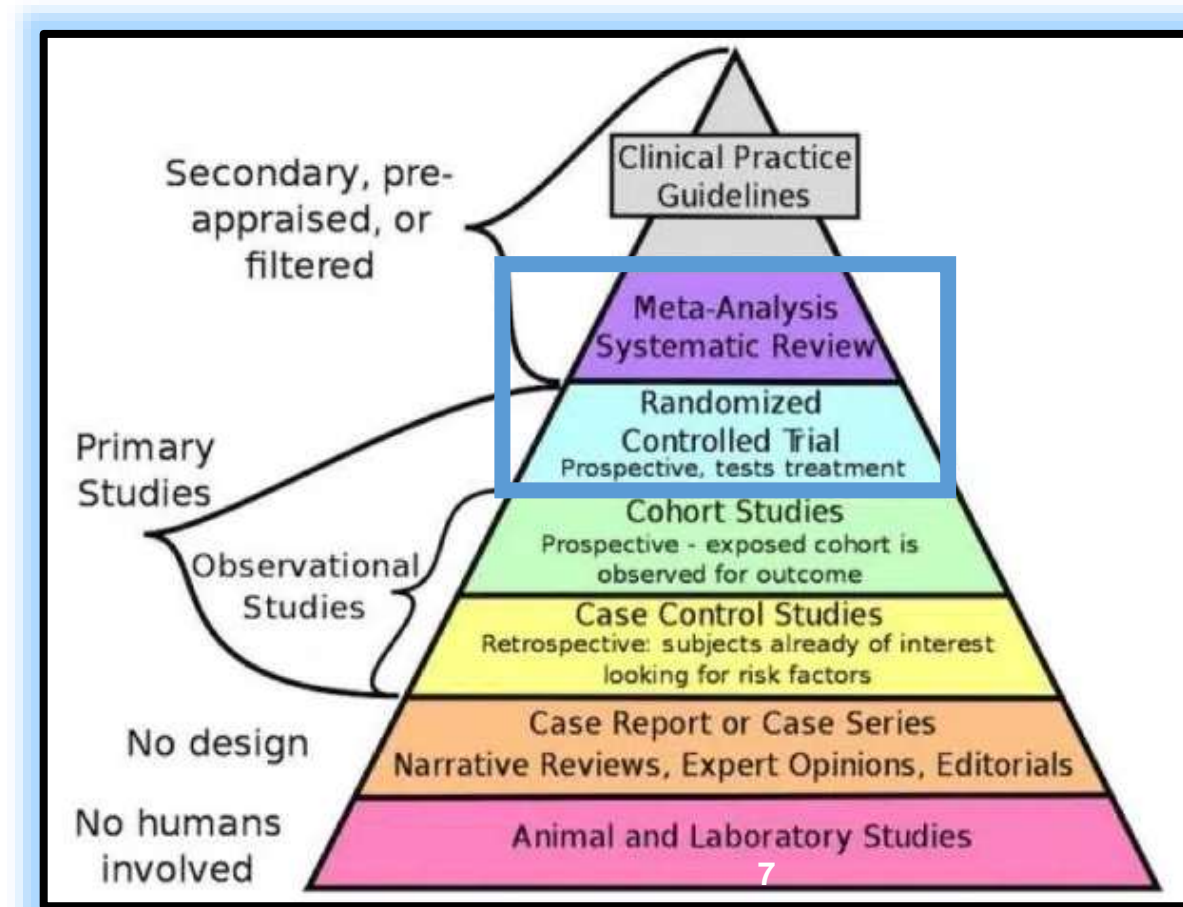 Clinical Practice
Guidelines
Secondary, pre-
appraised, or
filtered
Meta-Analysis
Systematic Review
Randomized
Controlled Trial
Prospective, tests treatment
Primary
Studies
Observational
Studies
Cohort Studies
Prospective - exposed cohort is
observed for outcome
Case Control Studies
Retrospective: subjects already of interest
looking for risk factors
No design
Case Report or Case Series
Narrative Reviews, Expert Opinions, Editorials
No humans
involved
Animal and Laboratory Studies
7